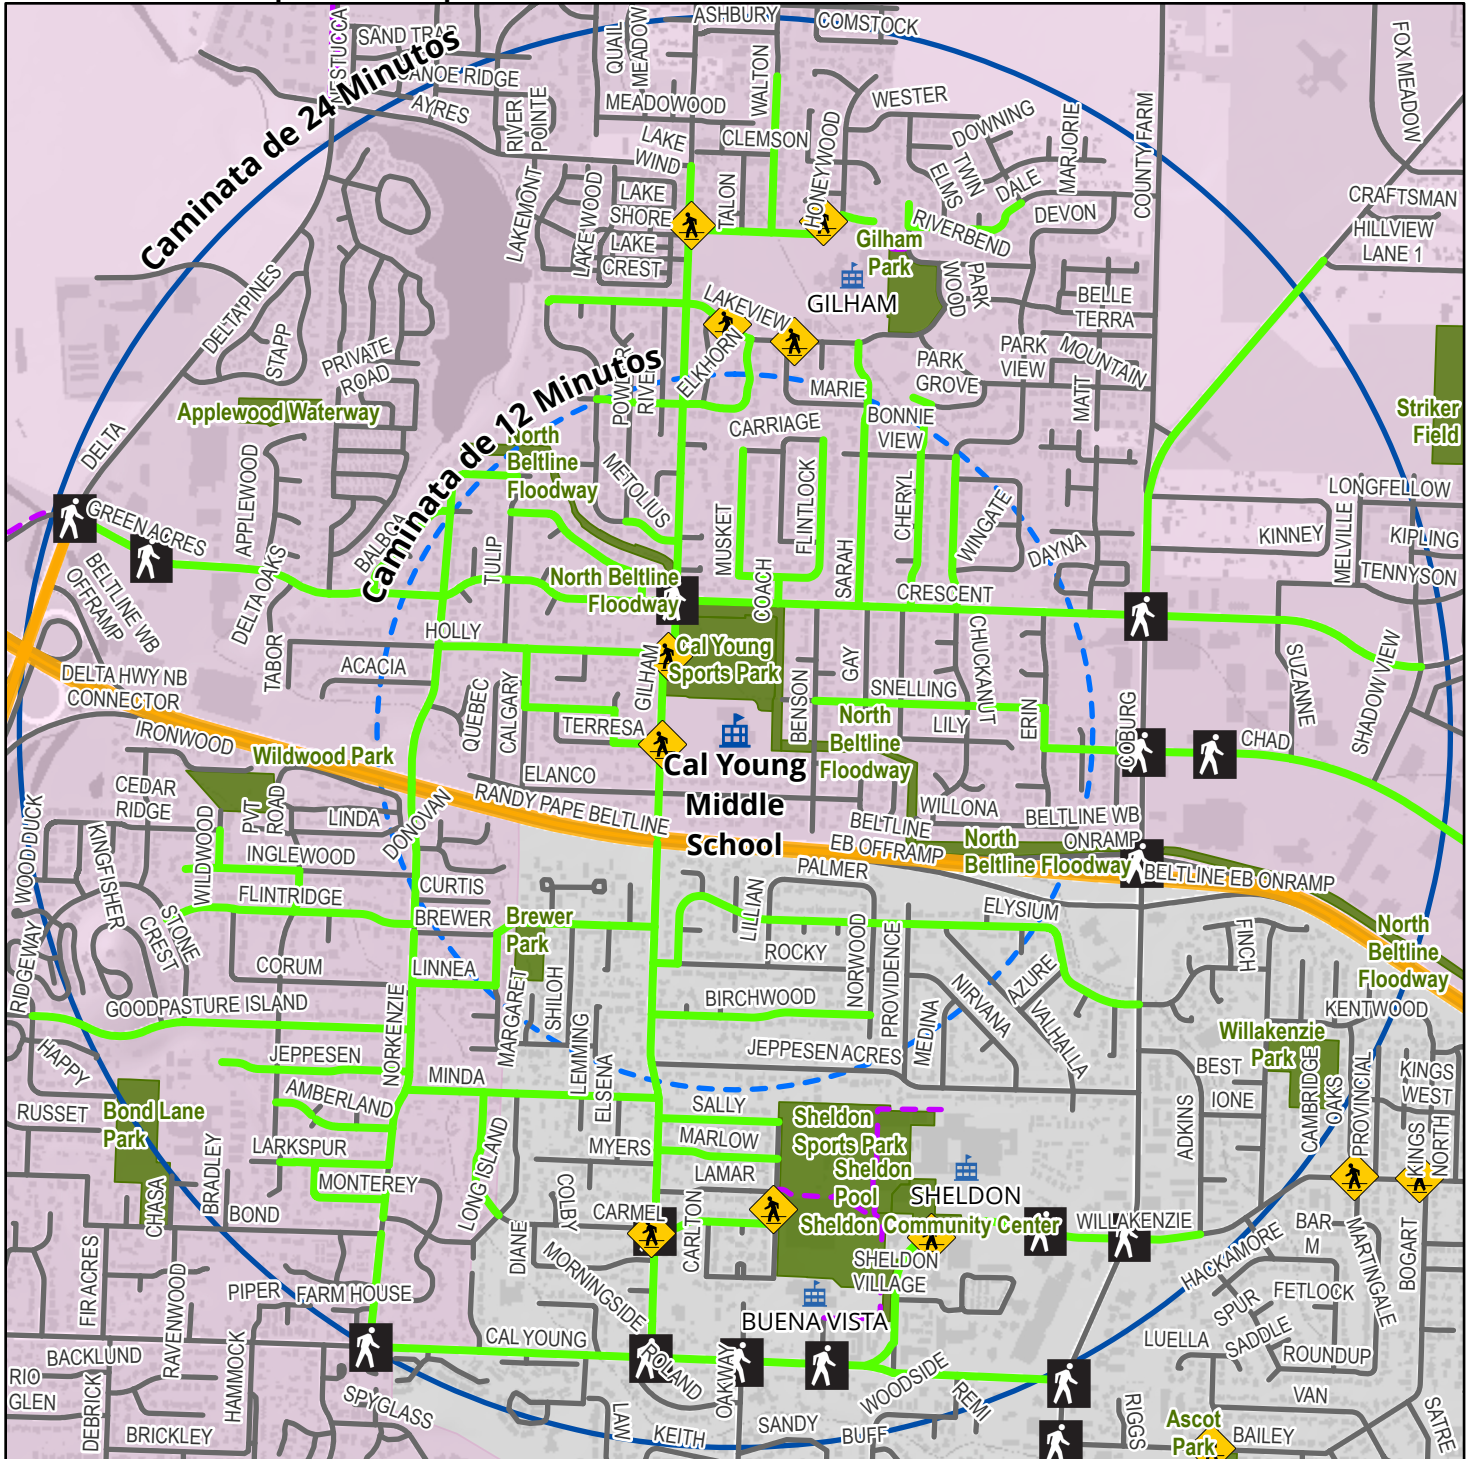 ASHBURY
COMSTOCK
SAND TRAP
NESTUCCA
QUAIL
MEADOW
WALTON
FOX MEADOW
Caminata de 24 Minutos
CANOE RIDGE
AYRES
RIVER
POINTE
MEADOWOOD
WESTER
LAKE
WIND
CLEMSON
HONEYWOOD
DOWNING
TWIN
ELMS
DALE
MARJORIE
COUNTY FARM
LAKEMONT
LAKEWOOD
LAKE
SHORE
LAKE
CREST
TALON
DEVON
RIVERBEND
CRAFTSMAN
HILLVIEW
LANE 1
Gilham
Park
GILHAM
PARK
WOOD
BELLE
TERRA
DELTAPINES
STAPP
PRIVATE
ROAD
LAKEVIEW
ELKHORN
Caminata de 12 Minutos
POWDER
RIVER
MARIE
PARK
GROVE
PARK
VIEW
MOUNTAIN
MATT
Applewood Waterway
DELTA
CARRIAGE
BONNIE
VIEW
Striker
Field
North
Beltline
Floodway
METOLIUS
APPLEWOOD
GREEN ACRES
BALBOA
TULIP
MUSKET
FLINTLOCK
SARAH
CHERYL
WINGATE
DAYNA
LONGFELLOW
KINNEY
MELVILLE
KIPLING
TENNYSON
BELTLINE WB
OFFRAMP
DELTA OAKS
North Beltline
Floodway
COACH
CRESCENT
HOLLY
TABOR
ACACIA
GILHAM
Cal Young
Sports Park
BENSON
GAY
SNELLING
CHUCKANUT
LILY
ERIN
SUZANNE
SHADOW VIEW
DELTA HWY NB
CONNECTOR
IRONWOOD
QUEBEC
CALGARY
TERRESA
COBURG
CHAD
Wildwood Park
ELANCO
Cal Young
Middle
School
North
Beltline
Floodway
CEDAR
RIDGE
PVT
ROAD
LINDA
DONOVAN
RANDY PAPE BELTLINE
BELTLINE
EB OFFRAMP
WILLONA
BELTLINE WB
ONRAMP
North
Beltline Floodway
BELTLINE EB ONRAMP
WOOD DUCK
KINGFISHER
WILDWOOD
INGLEWOOD
FLINTRIDGE
CURTIS
BREWER
Brewer
Park
PALMER
LILLIAN
ELYSIUM
STONE
CREST
RIDGEWAY
CORUM
LINNEA
ROCKY
NORWOOD
PROVIDENCE
FINCH
North
Beltline
Floodway
GOODPASTURE ISLAND
NORKENZIE
MARGARET
SHILOH
BIRCHWOOD
MEDINA
NIRVANA
AZURE
VALHALLA
KENTWOOD
HAPPY
JEPPESEN
LEMMING
ELSENA
JEPPESEN ACRES
Willakenzie
Park
BEST
IONE
CAMBRIDGE
OAKS
PROVINCIAL
KINGS
WEST
RUSSET
Bond Lane
Park
AMBERLAND
MINDA
SALLY
MARLOW
LAMAR
Sheldon
Sports Park
Sheldon
Pool
SHELDON
Sheldon Community Center
ADKINS
LARKSPUR
MYERS
MONTEREY
LONG ISLAND
KINGS
NORTH
CHASA
BRADLEY
BOND
COLBY
DIANE
CARMEL
CARLTON
WILLAKENZIE
BAR
M
MARTINGALE
BOGART
FIR ACRES
RAVENWOOD
MORNINGSIDE
SHELDON
VILLAGE
HACKAMORE
FETLOCK
PIPER
FARM HOUSE
BUENA VISTA
SPUR
SADDLE
BACKLUND
HAMMOCK
CAL YOUNG
ROLAND
OAKWAY
LUELLA
ROUNDUP
RIO
GLEN
DEBRICK
SPYGLASS
WOODSIDE
REMI
VAN
BRICKLEY
LAW
KEITH
SANDY
BUFF
RIGGS
Ascot
Park
BAILEY
SATRE